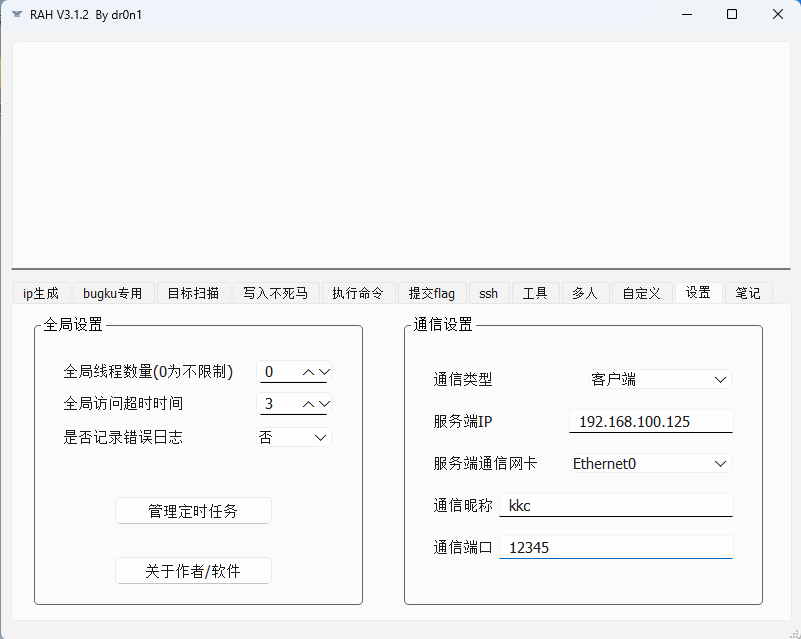 RAH V3.1.2 By dr0n1
ip生成 bugku专用 目标扫描 写入不死马 执行命令 提交flag ssh 工具 多人 自定义 设置 笔记
全局设置
全局线程数量(0为不限制) 0
全局访问超时时间 3
是否记录错误日志 否
管理定时任务
关于作者/软件
通信设置
通信类型 客户端
服务端IP 192.168.100.125
服务端通信网卡 Ethernet0
通信昵称 kkc
通信端口 12345